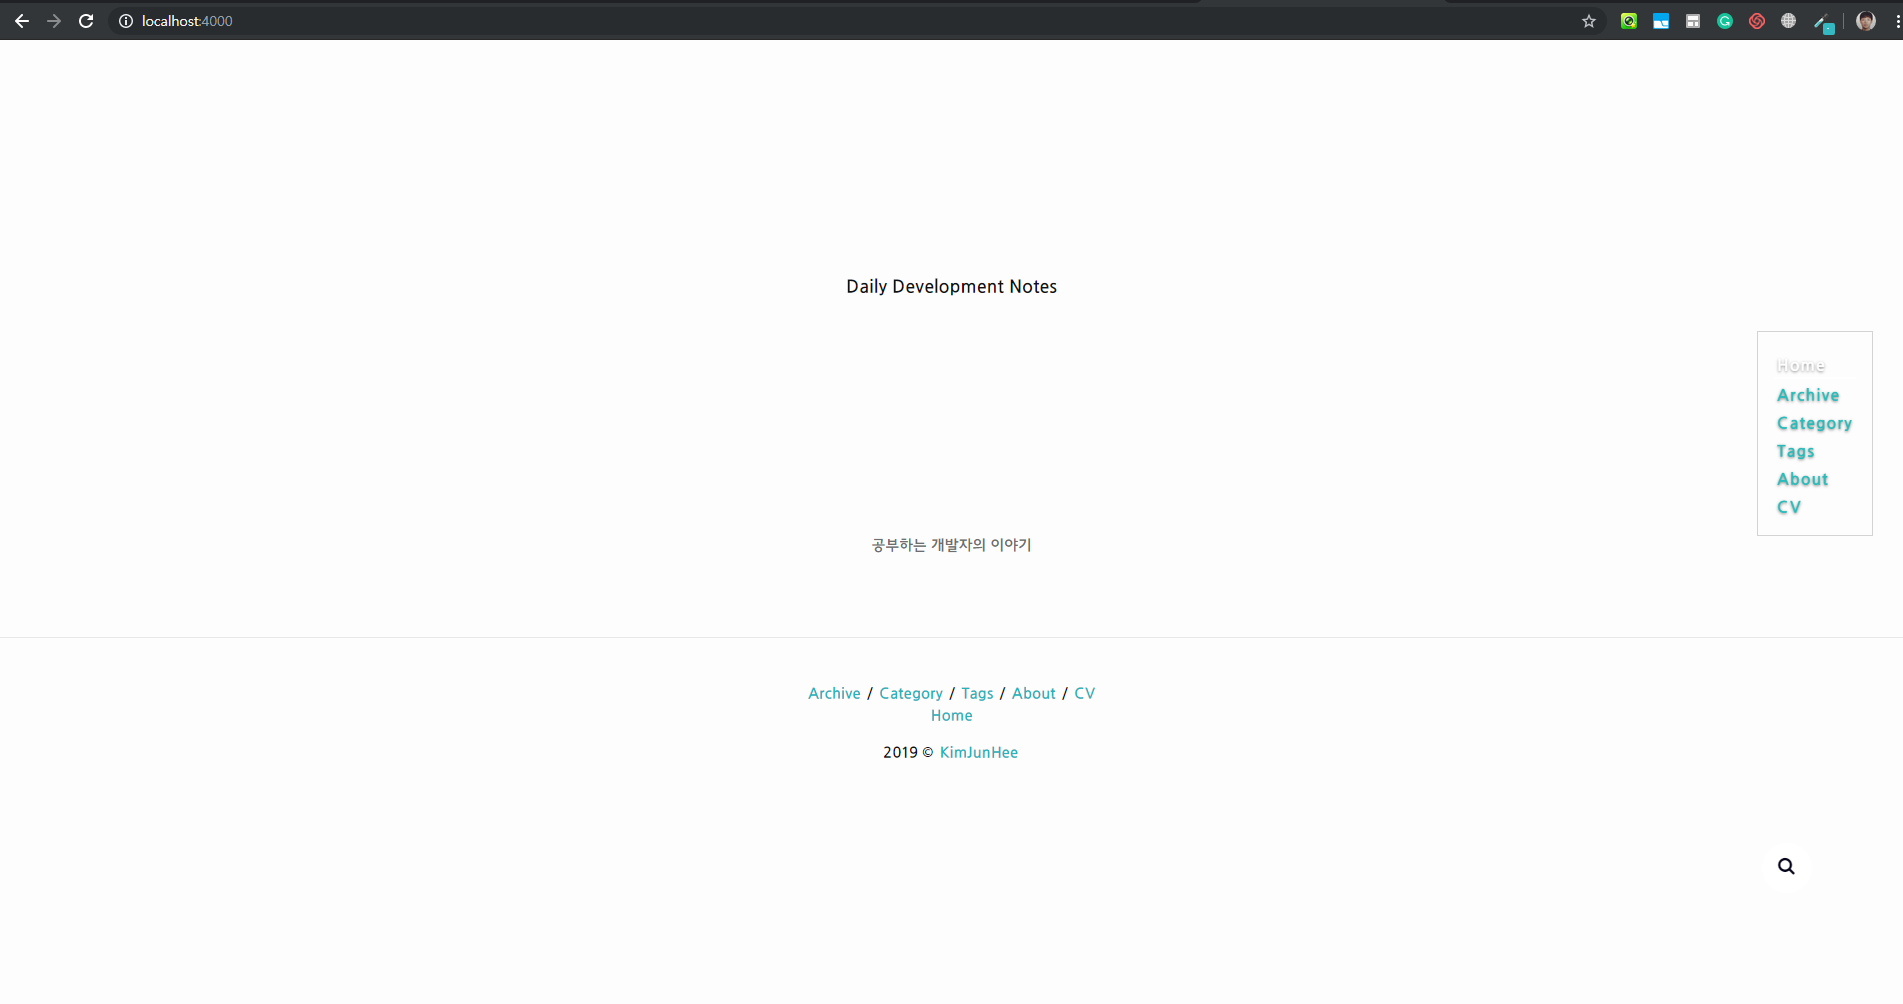 localhost:4000
Daily Development Notes
Home
Archive
Category
Tags
About
CV
공부하는 개발자의 이야기
Archive / Category / Tags / About / CV
Home
2019 © KimJunHee